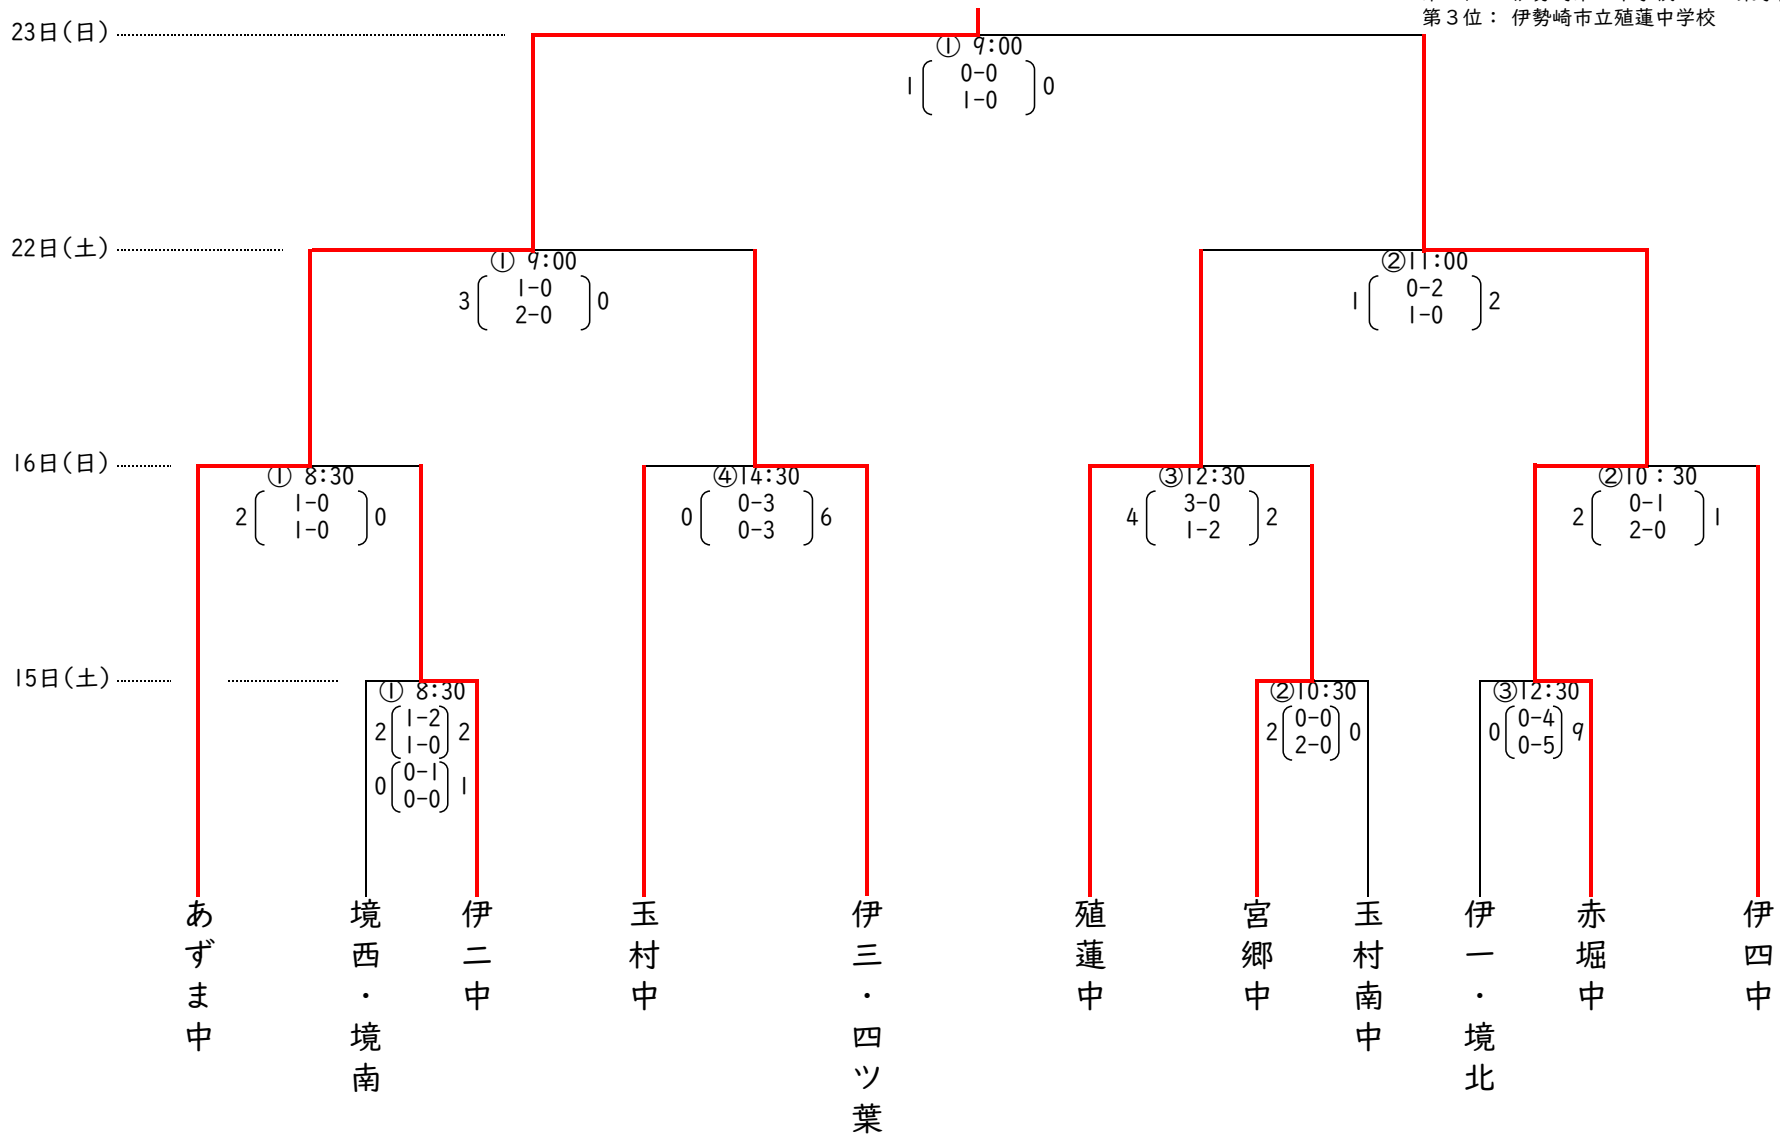 第３位： 伊勢崎市立殖蓮中学校
23日(日)
① 9:00
1 0-0 0
1-0
22日(土)
① 9:00
3 1-0 0
2-0
②11:00
1 0-2 2
1-0
16日(日)
① 8:30
2 1-0 0
1-0
④14:30
0 0-3 6
0-3
③12:30
4 3-0 2
1-2
②10：30
2 0-1 1
2-0
15日(土)
① 8:30
2 1-2 2
1-0
0 0-1 1
0-0
②10:30
2 0-0 0
2-0
③12:30
0 0-4 9
0-5
あずま中
境西・境南
伊二中
玉村中
伊三・四ツ葉
殖蓮中
宮郷中
玉村南中
伊一・境北
赤堀中
伊四中